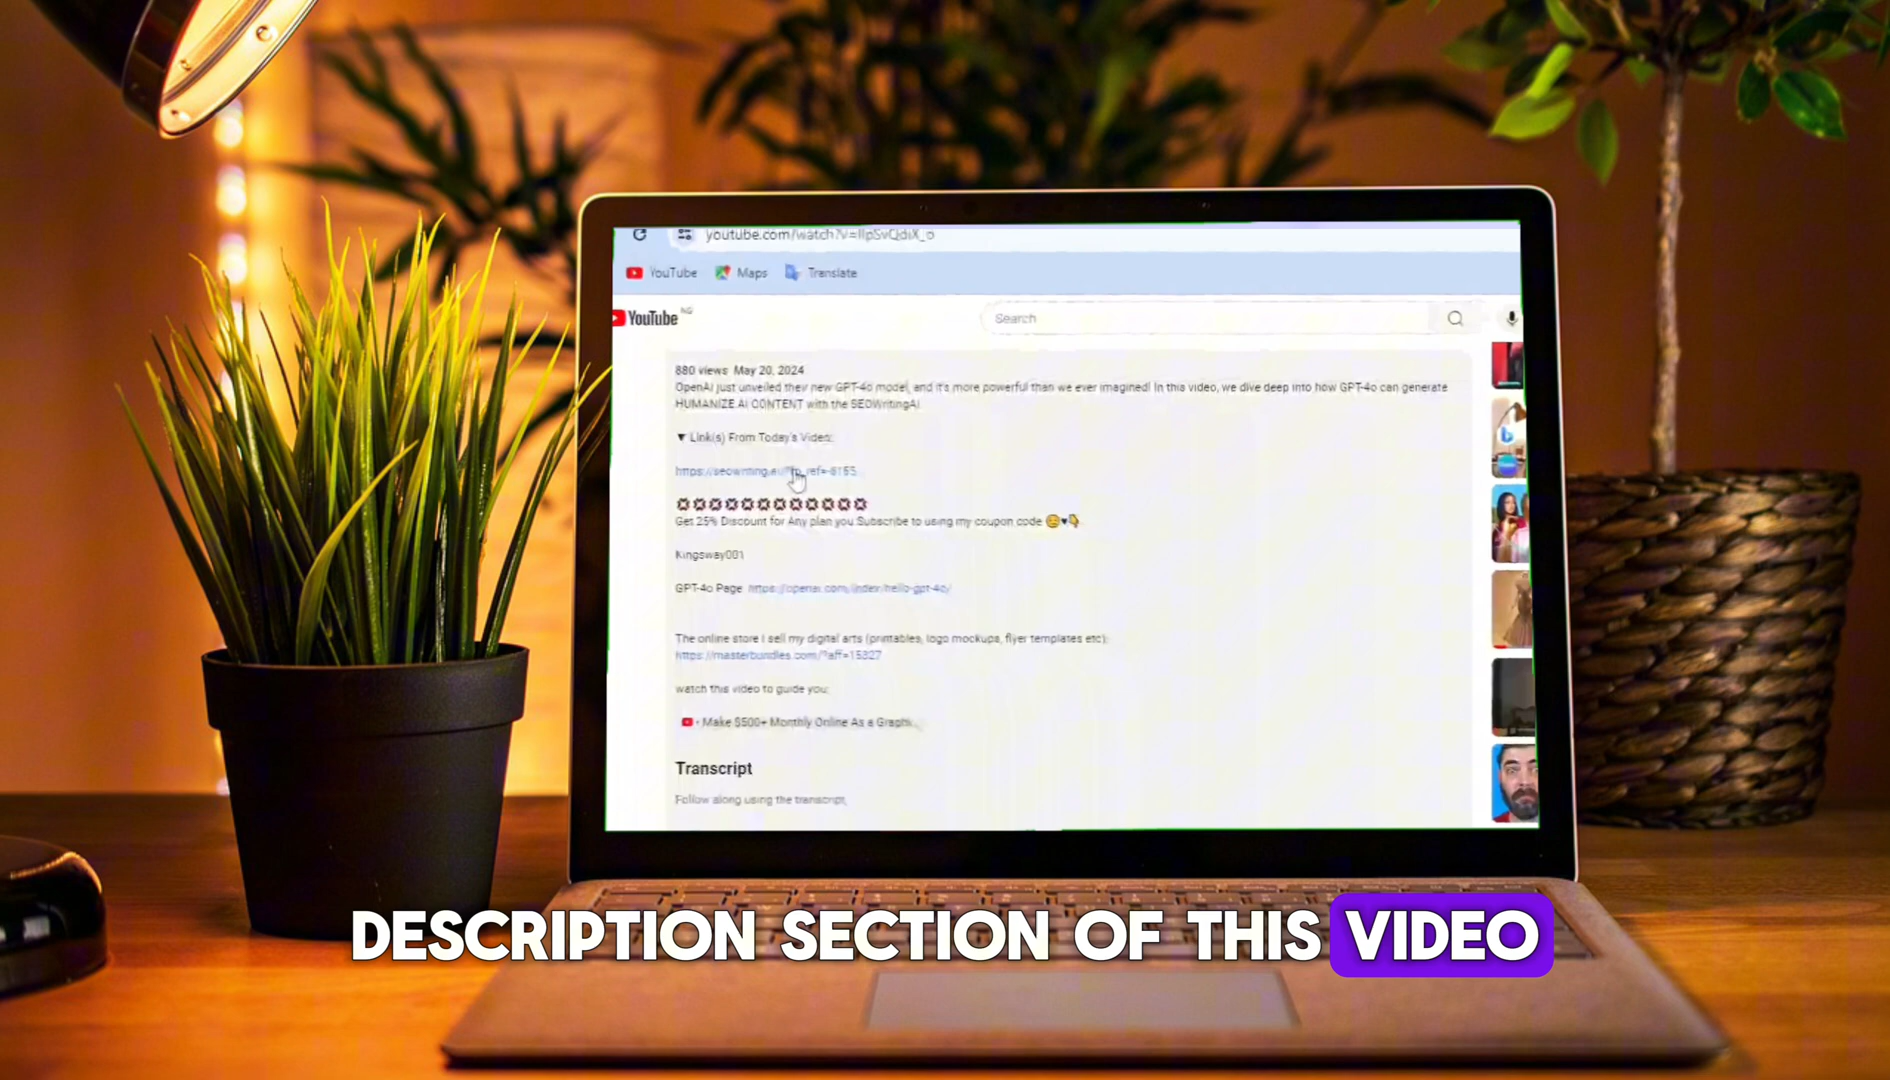 youtube.com/watch?v=
YouTube Maps Translate
YouTube NG
Search
880 views May 20, 2024
OpenAI just unveiled their new GPT-4o model, and it's more powerful than we ever imagined! In this video, we dive deep into how GPT-4o can generate
HUMANIZE AI CONTENT with the SEOWritingAI
▼ Link(s) From Today's Video:
https://seowriting.ai/
Get 25% Discount for Any plan you Subscribe to using my coupon code
Kingsway001
GPT-4o Page https://openai.com/index/hello-gpt-4o/
The online store I sell my digital arts (printables, logo mockups, flyer templates etc):
https://masterbundles.com/?aff=15327
watch this video to guide you:
• Make $500+ Monthly Online As a Graphi...
Transcript
Follow along using the transcript.
DESCRIPTION SECTION OF THIS VIDEO